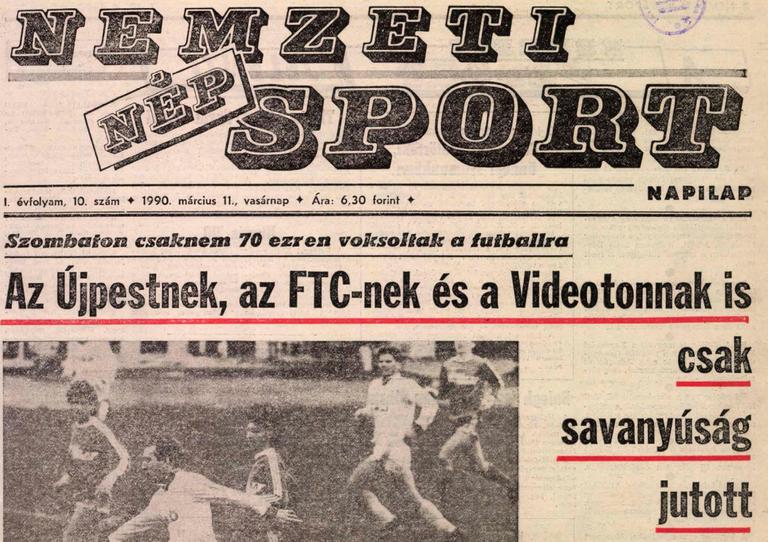 NEMZETI
NÉP
SPORT
NAPILAP
I. évfolyam, 10. szám ✦ 1990. március 11., vasárnap ✦ Ára: 6,30 forint ✦
Szombaton csaknem 70 ezren voksoltak a futballra
Az Újpestnek, az FTC-nek és a Videotonnak is
csak
savanyúság
jutott